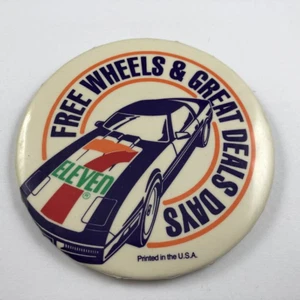 FREE WHEELS & GREAT DEALS DAYS
7
ELEVEN®
Printed in the U.S.A.